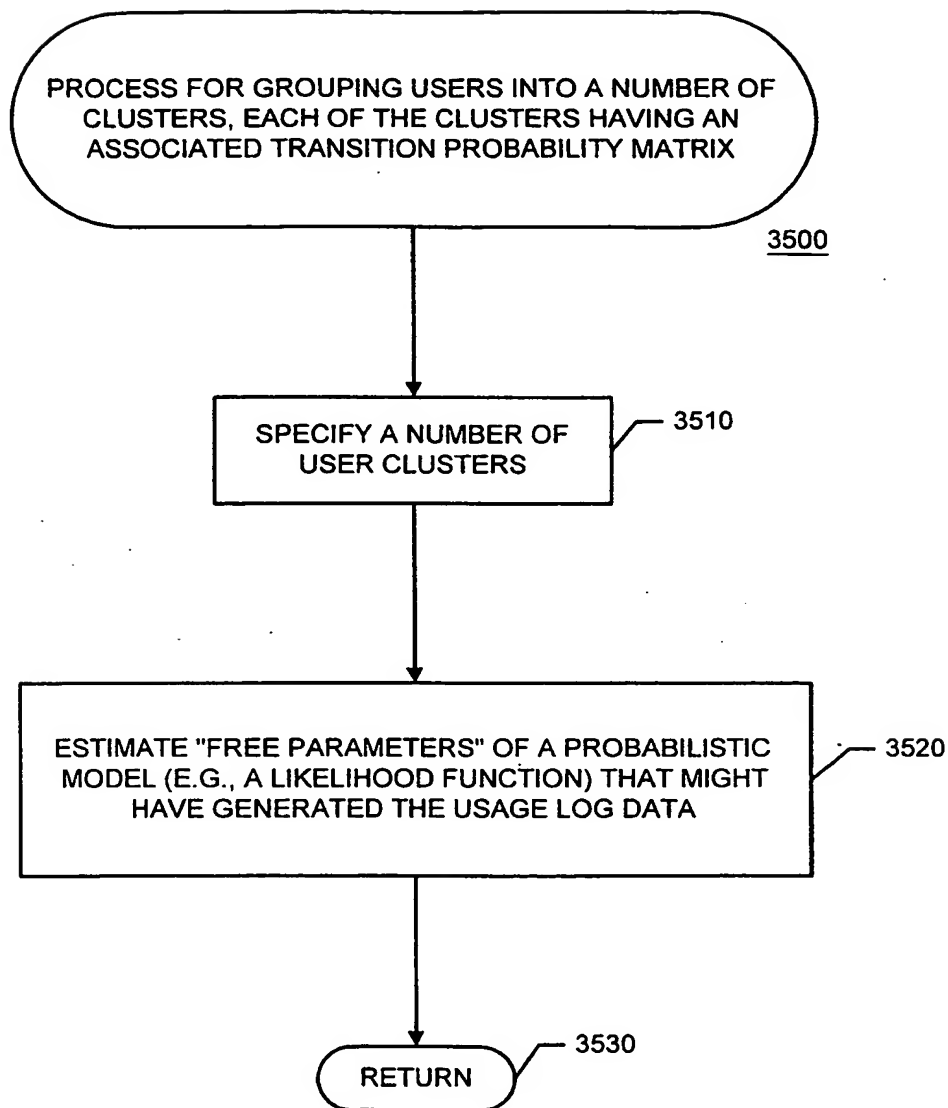 PROCESS FOR GROUPING USERS INTO A NUMBER OF
CLUSTERS, EACH OF THE CLUSTERS HAVING AN
ASSOCIATED TRANSITION PROBABILITY MATRIX
3500
SPECIFY A NUMBER OF
USER CLUSTERS
3510
ESTIMATE "FREE PARAMETERS" OF A PROBABILISTIC
MODEL (E.G., A LIKELIHOOD FUNCTION) THAT MIGHT
HAVE GENERATED THE USAGE LOG DATA
3520
RETURN
3530